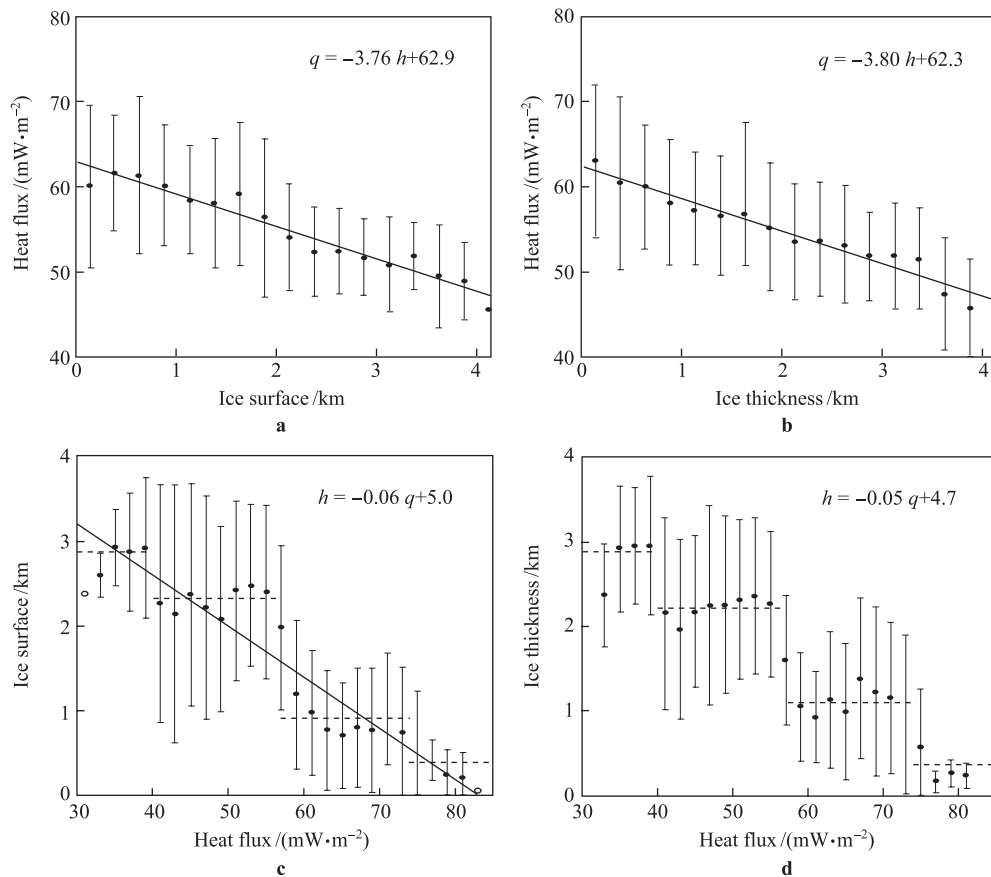 80
70
60
50
40
Heat flux /(mW•m⁻²)
q = −3.76 h+62.9
0 1 2 3 4
Ice surface /km
a
80
70
60
50
40
Heat flux /(mW•m⁻²)
q = −3.80 h+62.3
0 1 2 3 4
Ice thickness /km
b
4
3
2
1
0
Ice surface /km
h = −0.06 q+5.0
30 40 50 60 70 80
Heat flux /(mW•m⁻²)
c
4
3
2
1
0
Ice thickness /km
h = −0.05 q+4.7
30 40 50 60 70 80
Heat flux /(mW•m⁻²)
d